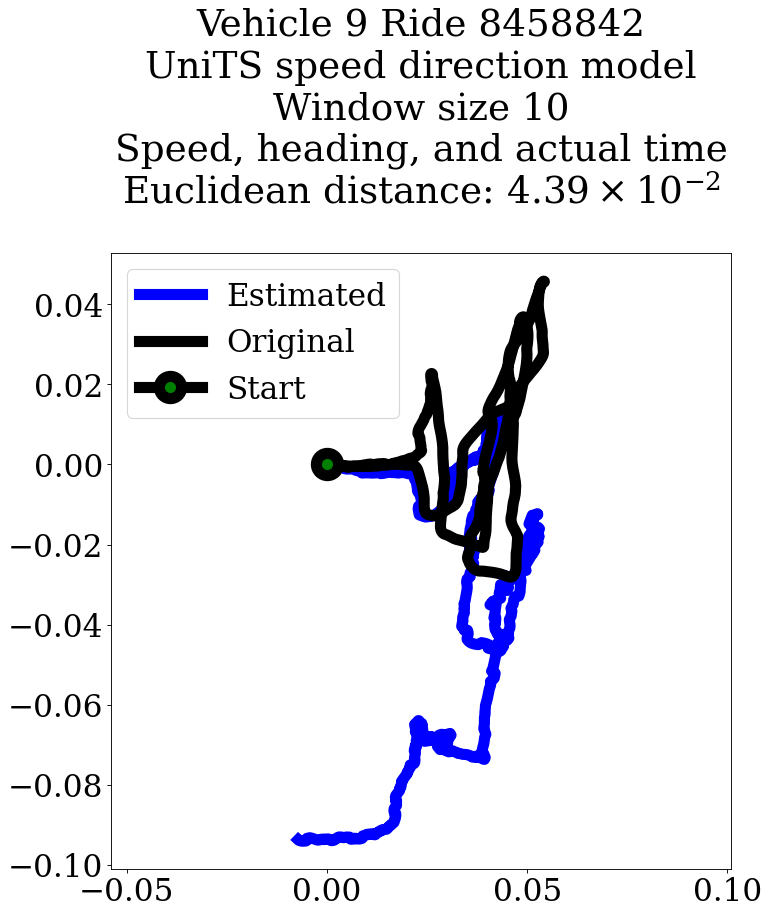 Vehicle 9 Ride 8458842
UniTS speed direction model
Window size 10
Speed, heading, and actual time
Euclidean distance: 4.39 × 10⁻²
Estimated
Original
Start
0.04
0.02
0.00
−0.02
−0.04
−0.06
−0.08
−0.10
−0.05 0.00 0.05 0.10